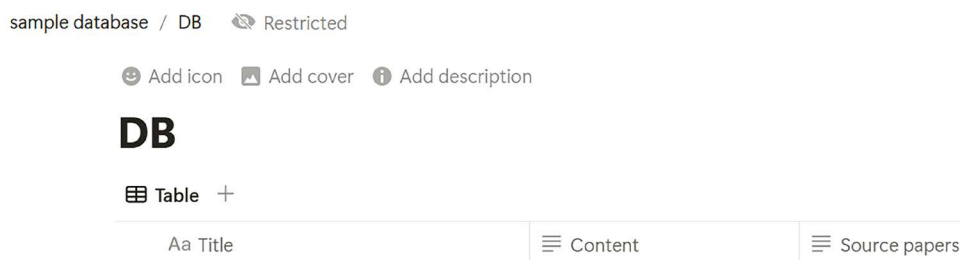 sample database / DB Restricted
Add icon Add cover Add description
DB
Table +
Aa Title Content Source papers